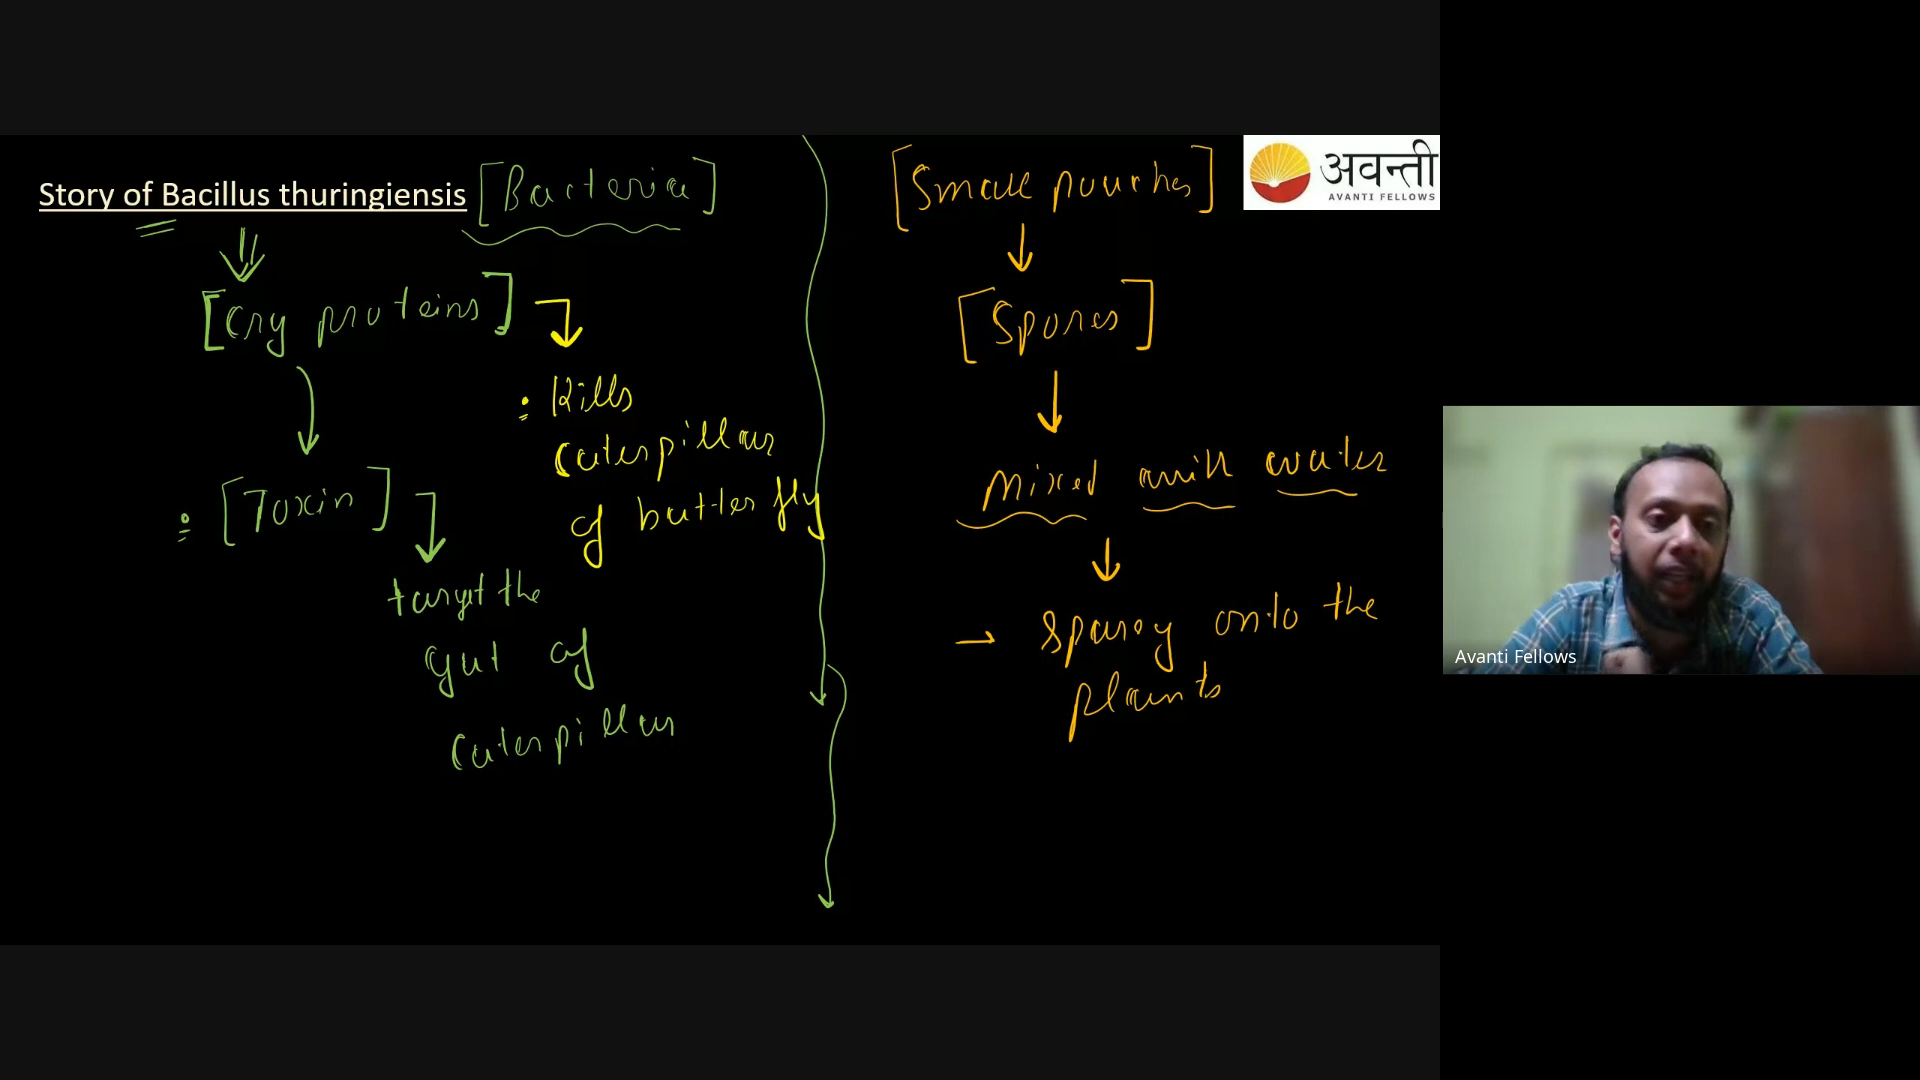 Story of Bacillus thuringiensis [Bacteria]
[Cry proteins]
: Kills
Caterpillar
of butterfly
: [Toxin]
target the
gut of
Caterpillar
[Small pouches]
[Spores]
Mixed with water
→ Sparay onto the
plants
अवन्ती
AVANTI FELLOWS
Avanti Fellows